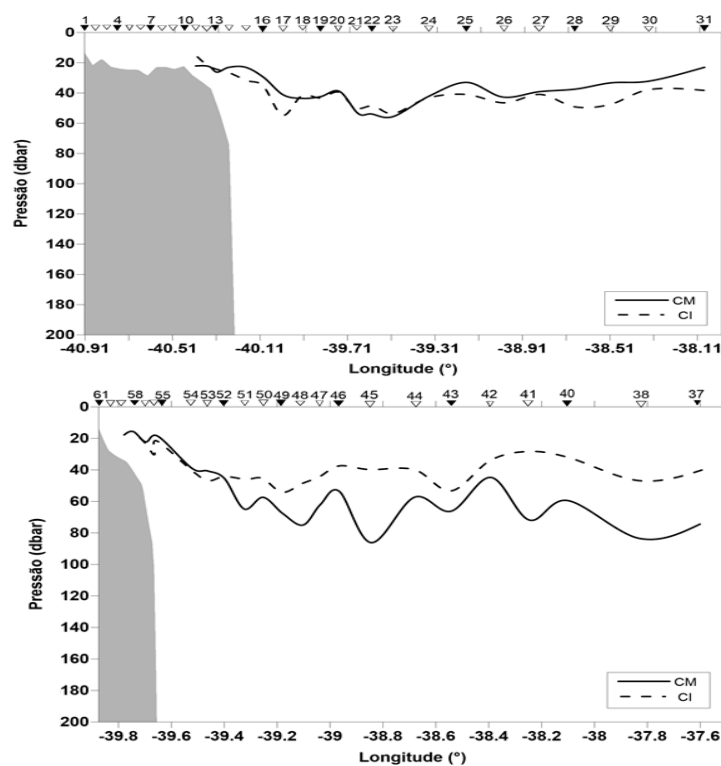 1 4 7 10 13 16 17 18 19 20 21 22 23 24 25 26 27 28 29 30 31
0
20
40
60
80
100
120
140
160
180
200
Pressão (dbar)
CM
CI
-40.91 -40.51 -40.11 -39.71 -39.31 -38.91 -38.51 -38.11
Longitude (°)
61 58 55 54 53 52 51 50 49 48 47 46 45 44 43 42 41 40 38 37
0
20
40
60
80
100
120
140
160
180
200
Pressão (dbar)
CM
CI
-39.8 -39.6 -39.4 -39.2 -39 -38.8 -38.6 -38.4 -38.2 -38 -37.8 -37.6
Longitude (°)